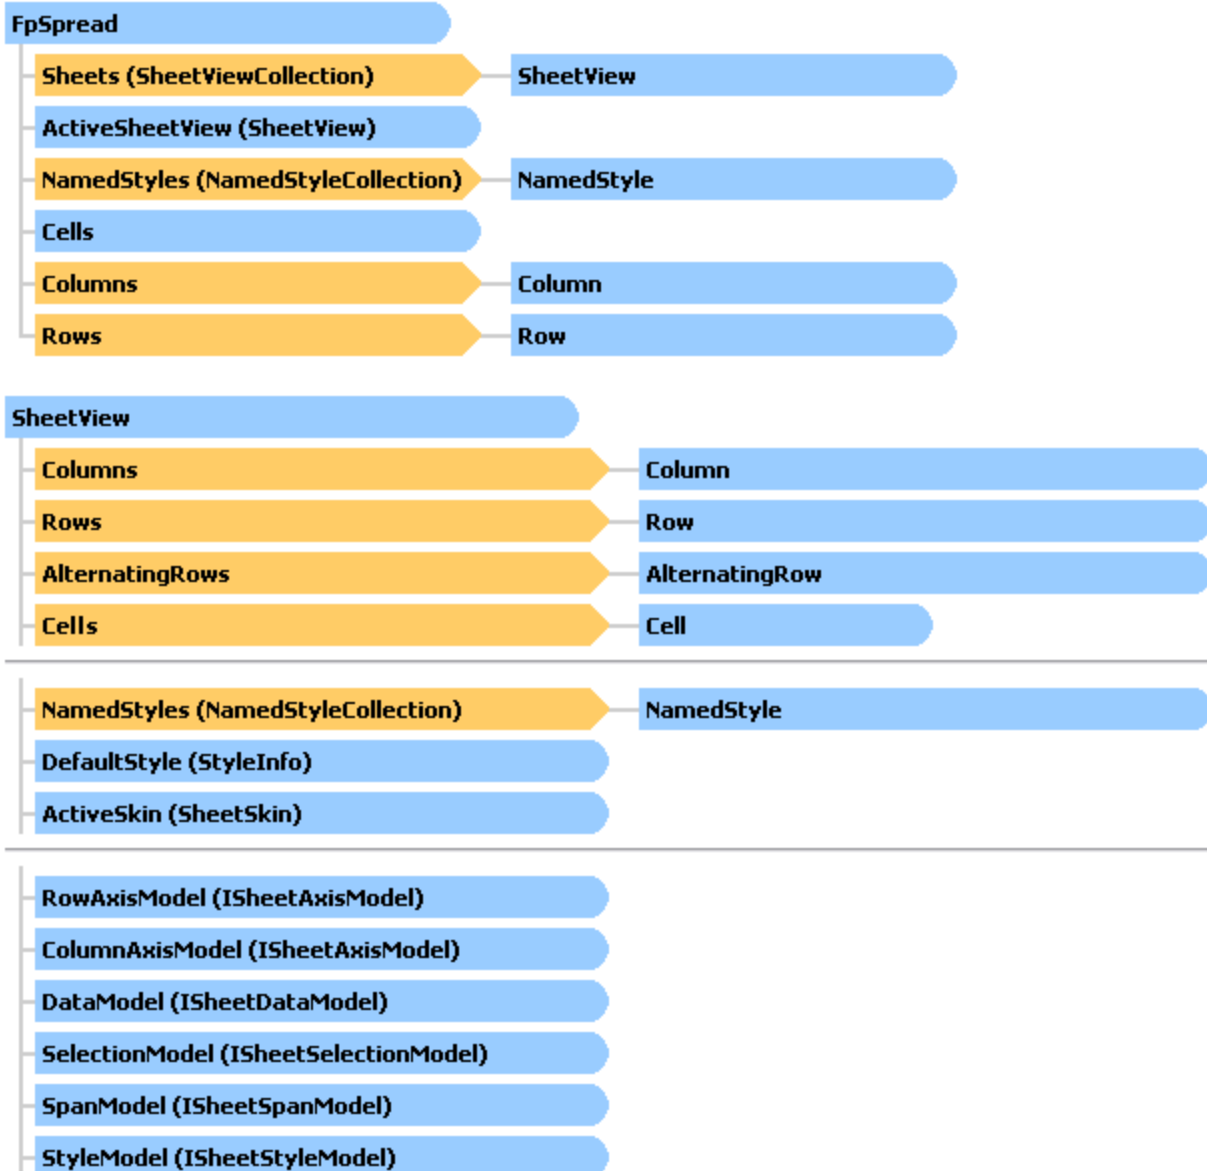 FpSpread
Sheets (SheetViewCollection) SheetView
ActiveSheetView (SheetView)
NamedStyles (NamedStyleCollection) NamedStyle
Cells
Columns Column
Rows Row
SheetView
Columns Column
Rows Row
AlternatingRows AlternatingRow
Cells Cell
NamedStyles (NamedStyleCollection) NamedStyle
DefaultStyle (StyleInfo)
ActiveSkin (SheetSkin)
RowAxisModel (ISheetAxisModel)
ColumnAxisModel (ISheetAxisModel)
DataModel (ISheetDataModel)
SelectionModel (ISheetSelectionModel)
SpanModel (ISheetSpanModel)
StyleModel (ISheetStyleModel)